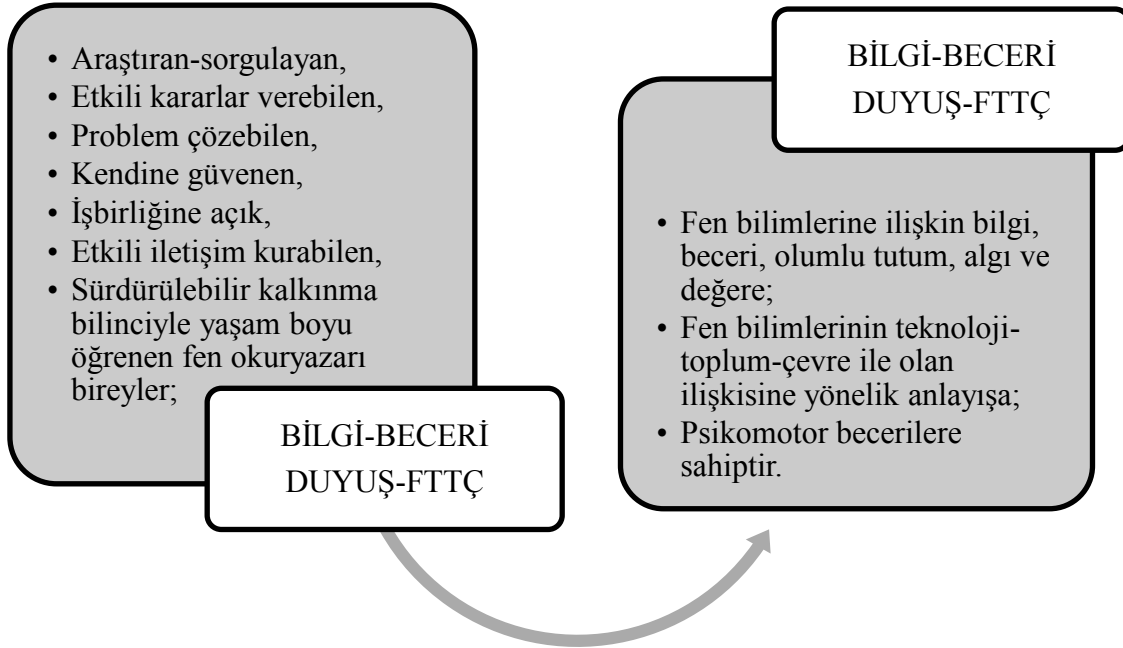 • Araştıran-sorgulayan,
• Etkili kararlar verebilen,
• Problem çözebilen,
• Kendine güvenen,
• İşbirliğine açık,
• Etkili iletişim kurabilen,
• Sürdürülebilir kalkınma
bilinciyle yaşam boyu
öğrenen fen okuryazarı
bireyler;
BİLGİ-BECERİ
DUYUŞ-FTTÇ
BİLGİ-BECERİ
DUYUŞ-FTTÇ
• Fen bilimlerine ilişkin bilgi,
beceri, olumlu tutum, algı ve
değere;
• Fen bilimlerinin teknoloji-
toplum-çevre ile olan
ilişkisine yönelik anlayışa;
• Psikomotor becerilere
sahiptir.